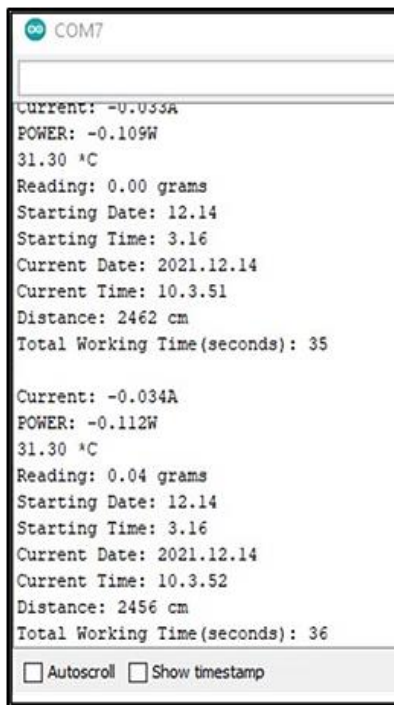 COM7
Current: -0.033A
POWER: -0.109W
31.30 *C
Reading: 0.00 grams
Starting Date: 12.14
Starting Time: 3.16
Current Date: 2021.12.14
Current Time: 10.3.51
Distance: 2462 cm
Total Working Time(seconds): 35
Current: -0.034A
POWER: -0.112W
31.30 *C
Reading: 0.04 grams
Starting Date: 12.14
Starting Time: 3.16
Current Date: 2021.12.14
Current Time: 10.3.52
Distance: 2456 cm
Total Working Time(seconds): 36
Autoscroll Show timestamp